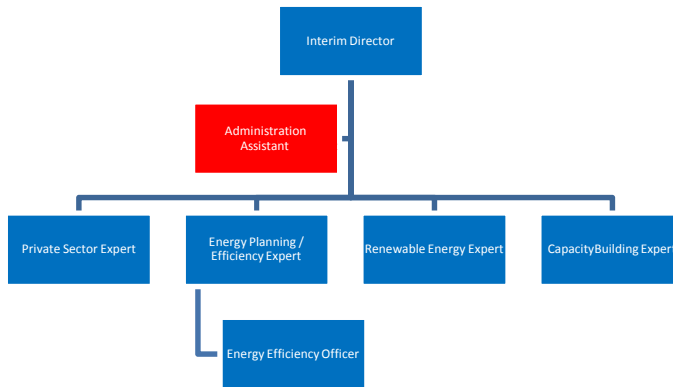 Interim Director
Administration
Assistant
Private Sector Expert
Energy Planning /
Efficiency Expert
Renewable Energy Expert
CapacityBuilding Expert
Energy Efficiency Officer